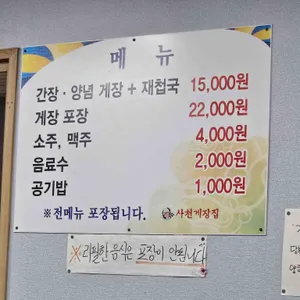 메뉴
간장·양념 게장 + 재첩국 15,000원
게장 포장 22,000원
소주, 맥주 4,000원
음료수 2,000원
공기밥 1,000원
※전메뉴 포장됩니다. 사천게장집
※리필한 음식은 포장이 안됩니다